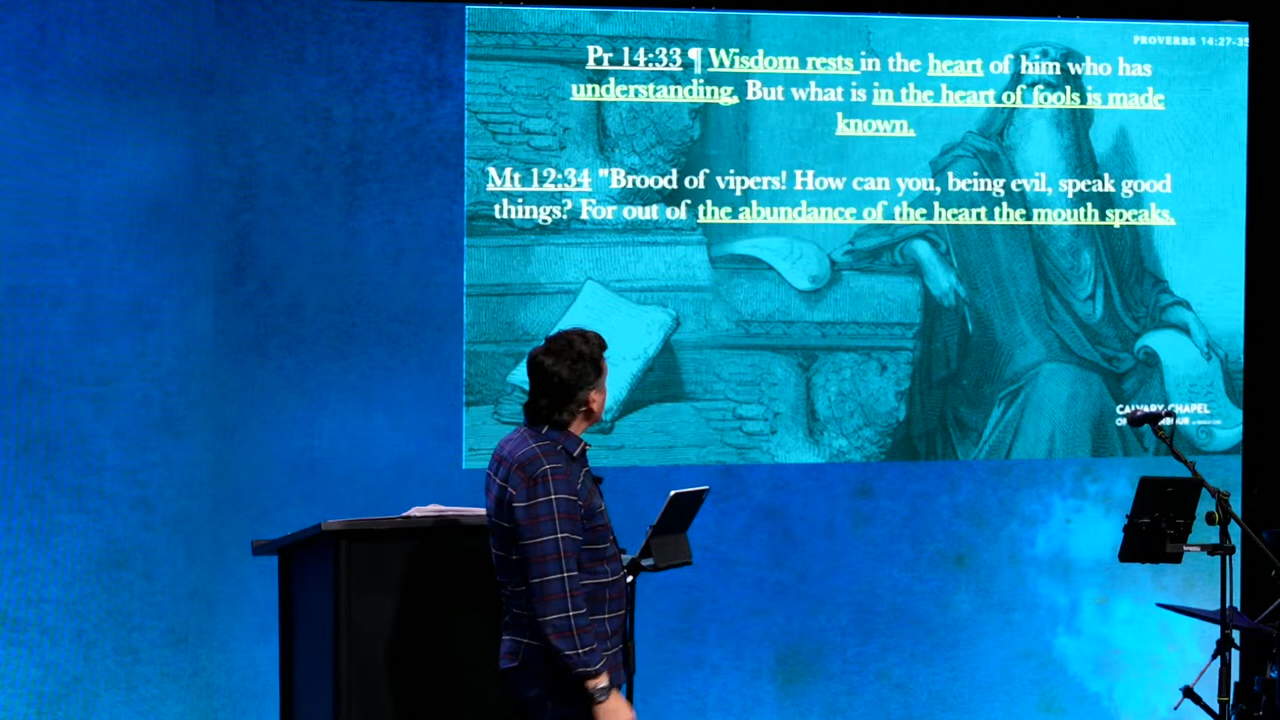 PROVERBS 14:27-35
Pr 14:33 ¶ Wisdom rests in the heart of him who has
understanding, But what is in the heart of fools is made
known.
Mt 12:34 "Brood of vipers! How can you, being evil, speak good
things? For out of the abundance of the heart the mouth speaks.
CALVARY CHAPEL